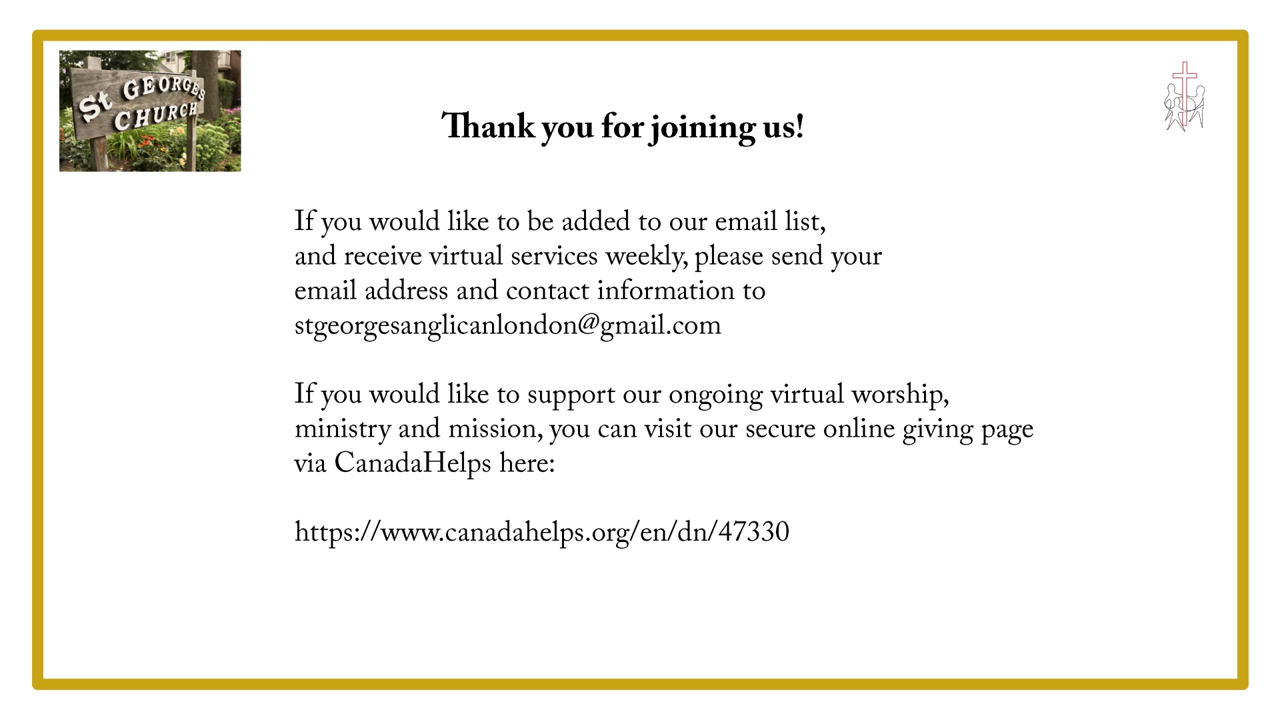 St GEORGES
CHURCH
Thank you for joining us!
If you would like to be added to our email list,
and receive virtual services weekly, please send your
email address and contact information to
stgeorgesanglicanlondon@gmail.com
If you would like to support our ongoing virtual worship,
ministry and mission, you can visit our secure online giving page
via CanadaHelps here:
https://www.canadahelps.org/en/dn/47330